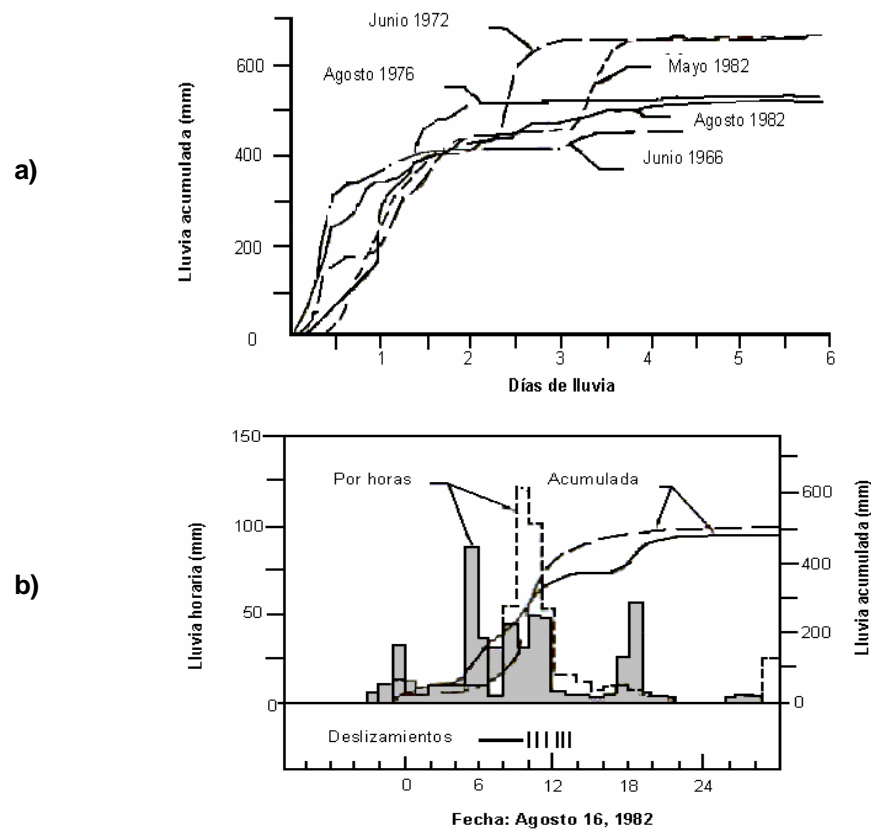 a)
Lluvia acumulada (mm)
600
400
200
0
Junio 1972
Agosto 1976
Mayo 1982
Agosto 1982
Junio 1966
1 2 3 4 5 6
Días de lluvia
b)
Lluvia horaria (mm)
150
100
50
0
Por horas
Acumulada
600
400
200
0
Lluvia acumulada (mm)
Deslizamientos
0 6 12 18 24
Fecha: Agosto 16, 1982